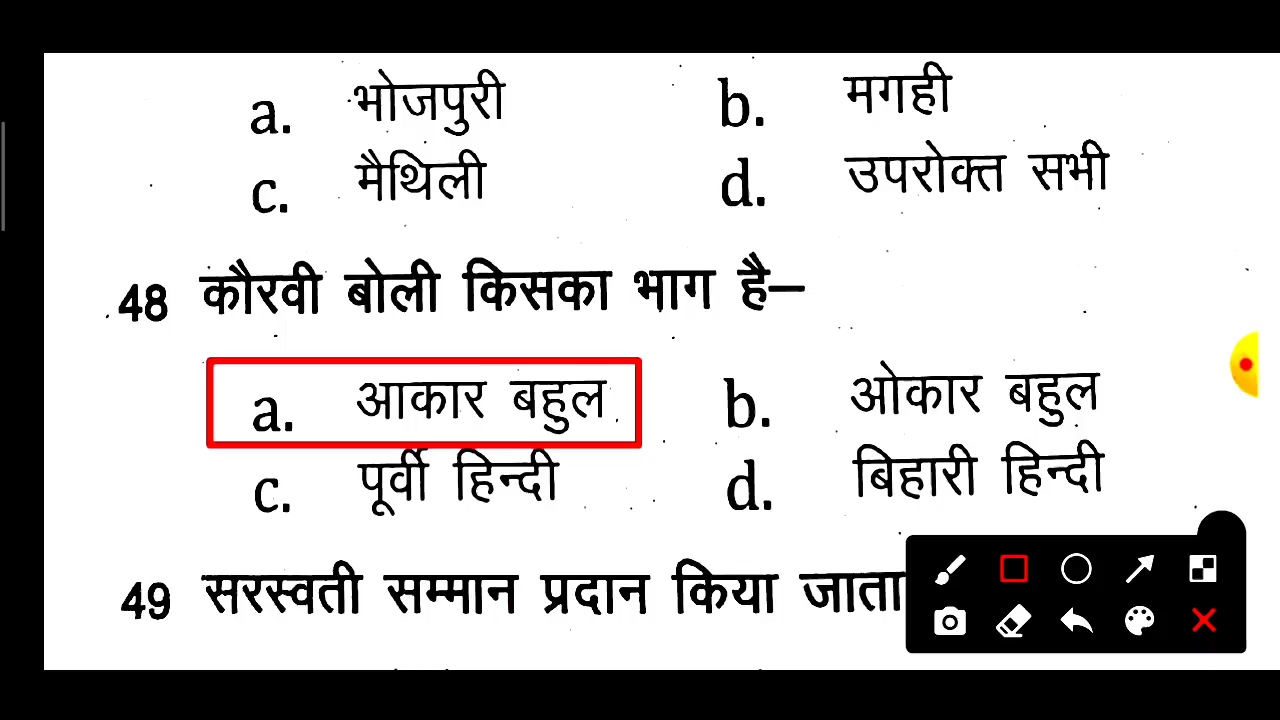 a. भोजपुरी b. मगही
c. मैथिली d. उपरोक्त सभी
48 कौरवी बोली किसका भाग है–
a. आकार बहुल b. ओकार बहुल
c. पूर्वी हिन्दी d. बिहारी हिन्दी
49 सरस्वती सम्मान प्रदान किया जाता